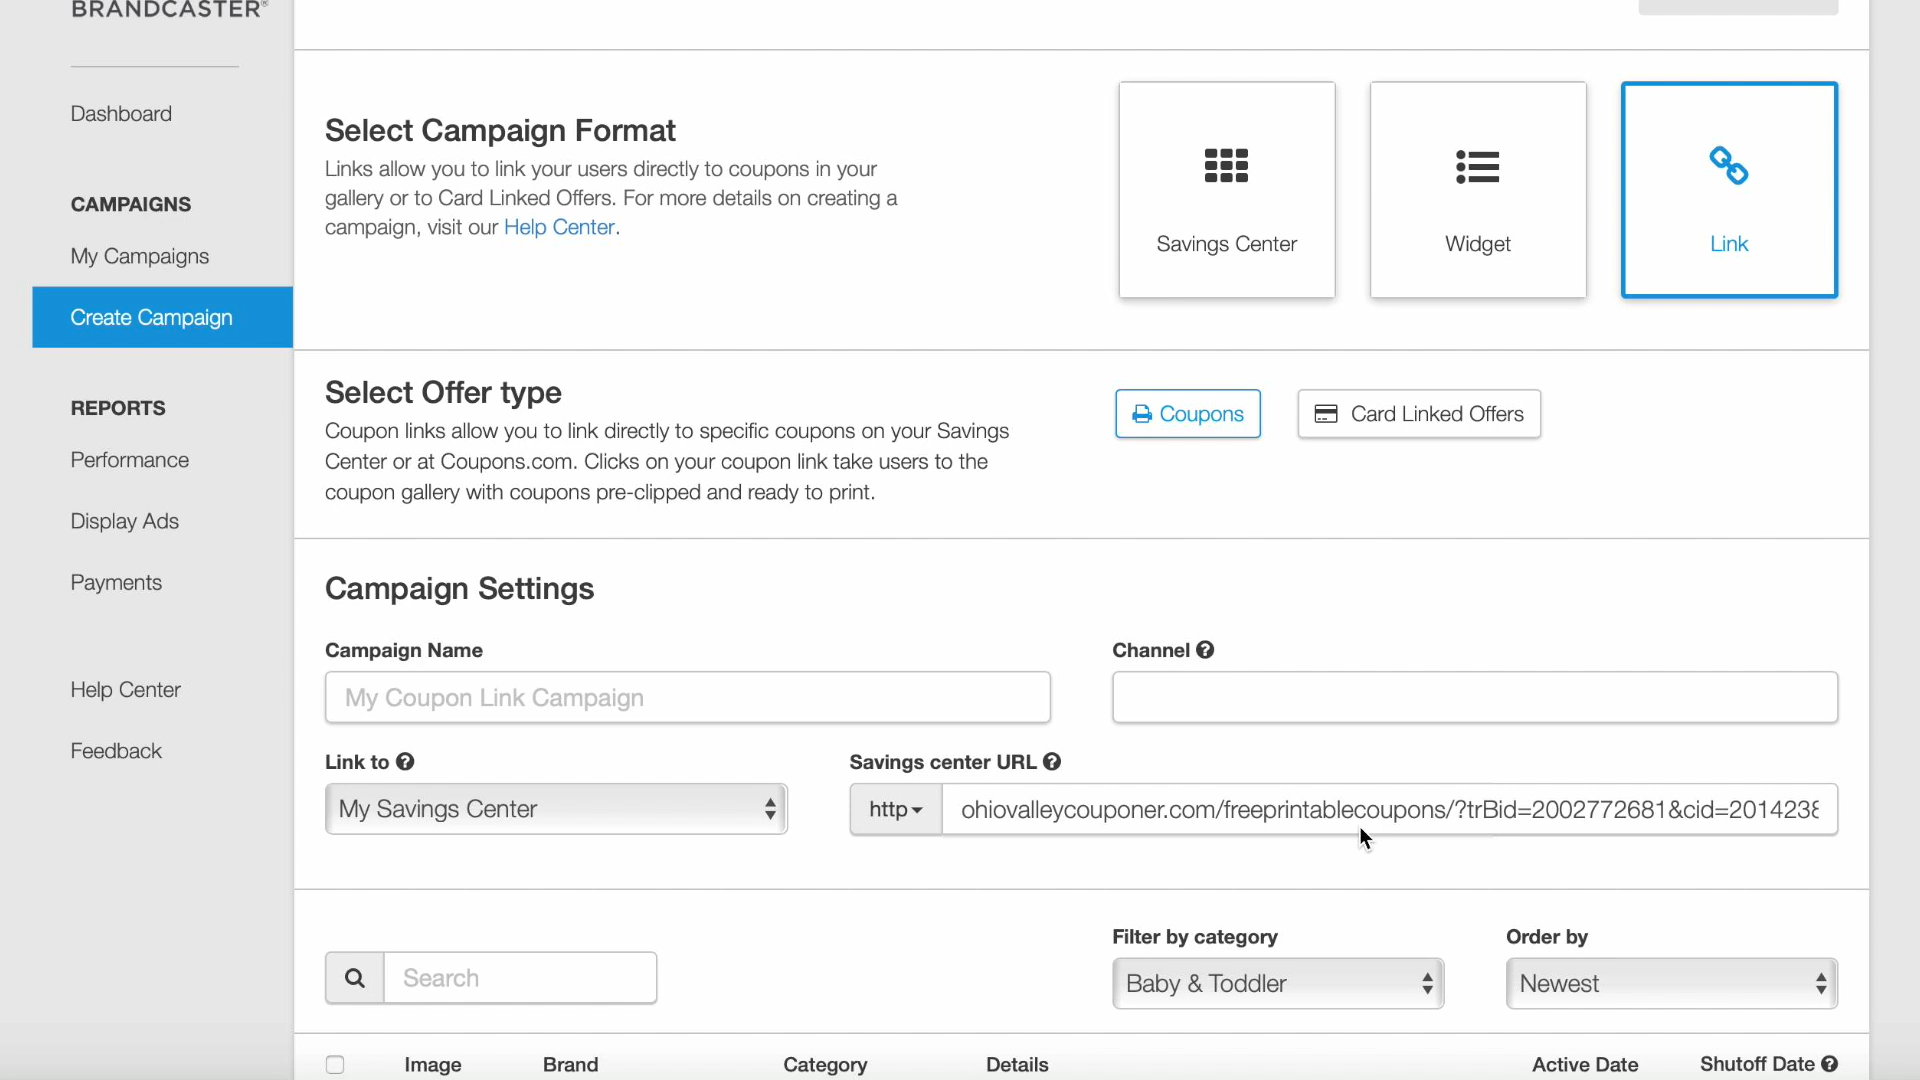 BRANDCASTER®
Dashboard
CAMPAIGNS
My Campaigns
Create Campaign
REPORTS
Performance
Display Ads
Payments
Help Center
Feedback
Select Campaign Format
Links allow you to link your users directly to coupons in your
gallery or to Card Linked Offers. For more details on creating a
campaign, visit our Help Center.
Savings Center
Widget
Link
Select Offer type
Coupon links allow you to link directly to specific coupons on your Savings
Center or at Coupons.com. Clicks on your coupon link take users to the
coupon gallery with coupons pre-clipped and ready to print.
Coupons
Card Linked Offers
Campaign Settings
Campaign Name
Channel
My Coupon Link Campaign
Link to
Savings center URL
My Savings Center
http
ohiovalleycouponer.com/freeprintablecoupons/?trBid=2002772681&cid=2014238
Filter by category
Order by
Search
Baby & Toddler
Newest
Image Brand Category Details Active Date Shutoff Date